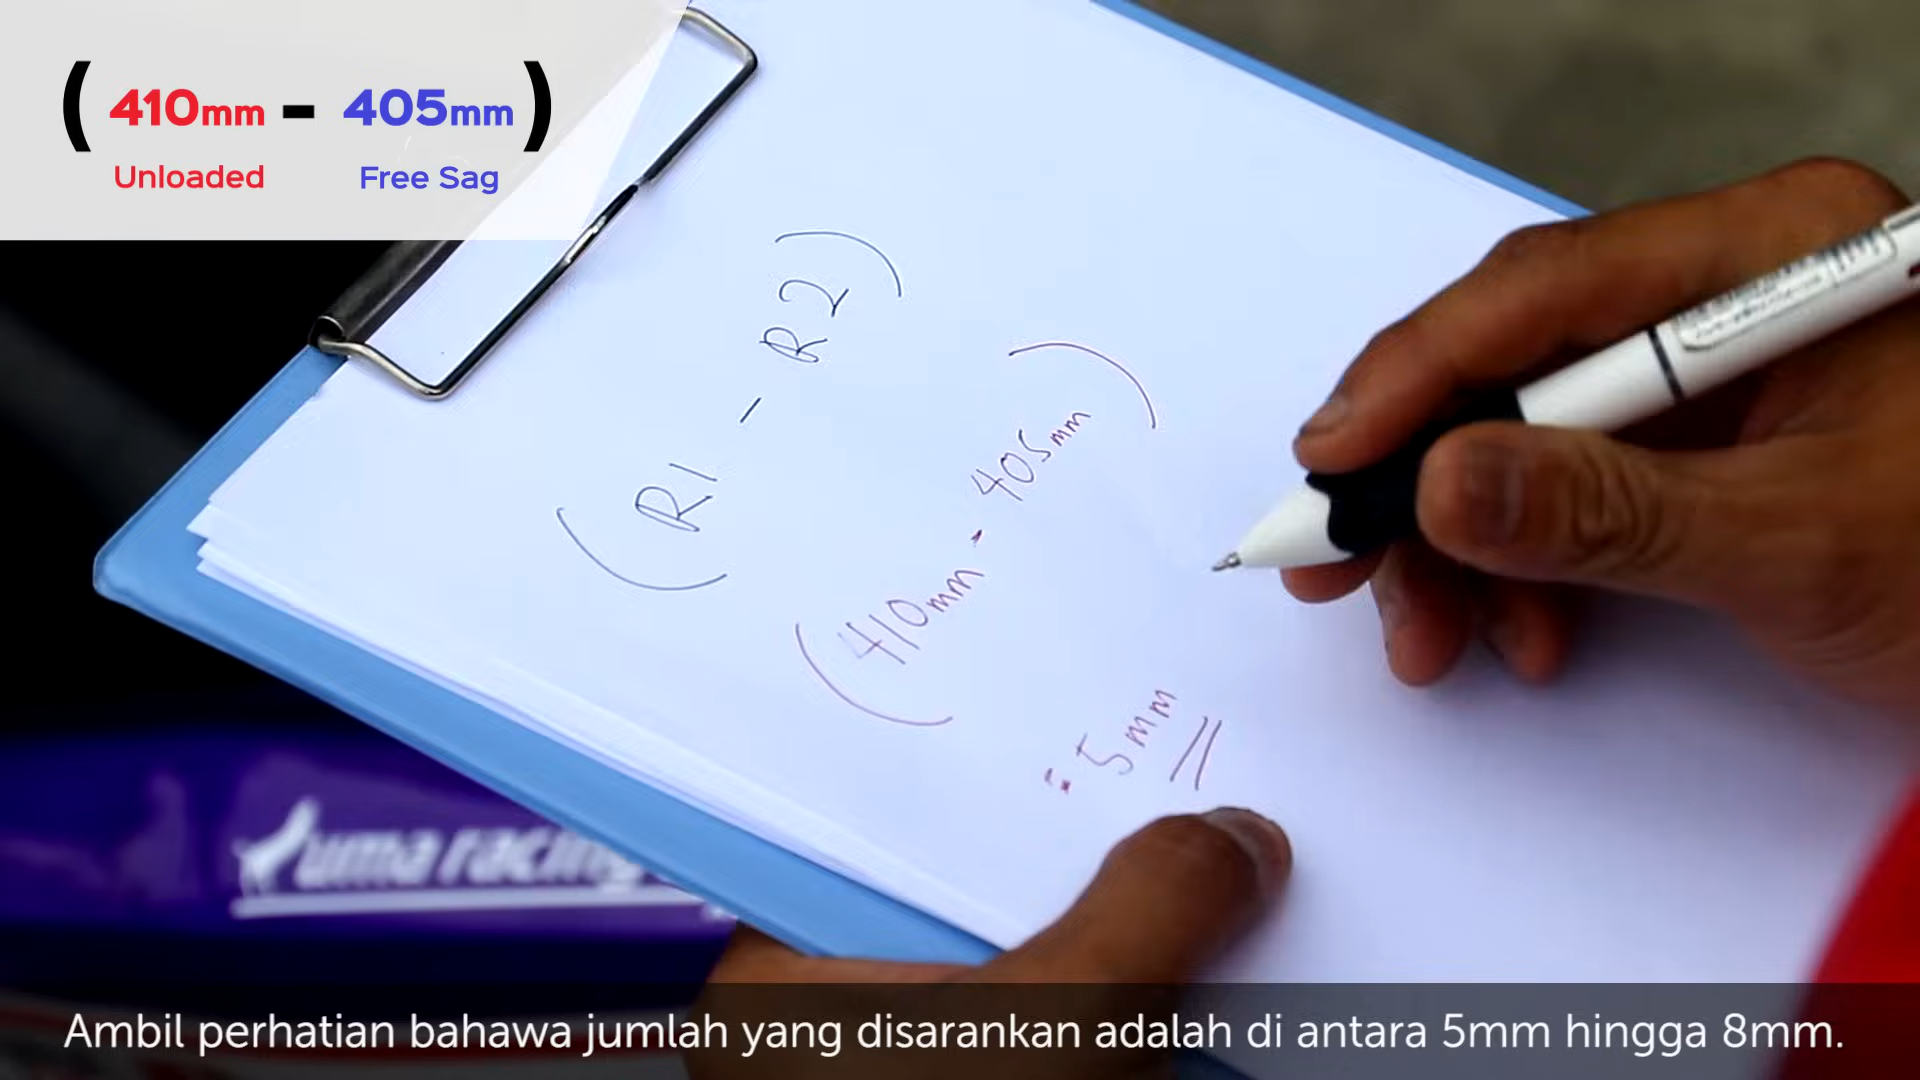 ( 410mm - 405mm )
Unloaded Free Sag
( R1 - R2 )
( 410mm - 405mm )
: 5mm
uma racing
Ambil perhatian bahawa jumlah yang disarankan adalah di antara 5mm hingga 8mm.